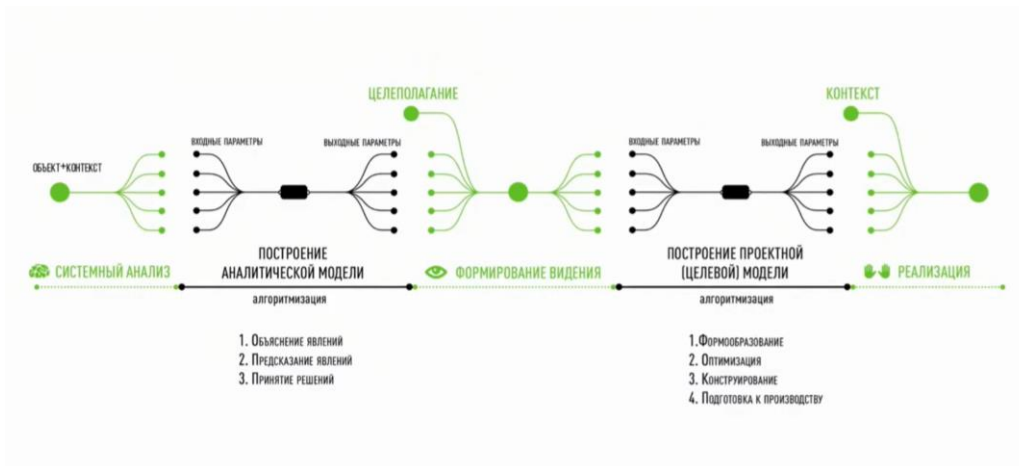 ЦЕЛЕПОЛАГАНИЕ
КОНТЕКСТ
ВХОДНЫЕ ПАРАМЕТРЫ
ВЫХОДНЫЕ ПАРАМЕТРЫ
ВХОДНЫЕ ПАРАМЕТРЫ
ВЫХОДНЫЕ ПАРАМЕТРЫ
ОБЪЕКТ+КОНТЕКСТ
СИСТЕМНЫЙ АНАЛИЗ
ПОСТРОЕНИЕ
АНАЛИТИЧЕСКОЙ МОДЕЛИ
ФОРМИРОВАНИЕ ВИДЕНИЯ
ПОСТРОЕНИЕ ПРОЕКТНОЙ
(ЦЕЛЕВОЙ) МОДЕЛИ
РЕАЛИЗАЦИЯ
алгоритмизация
алгоритмизация
1. Объяснение явлений
2. Предсказание явлений
3. Принятие решений
1.Формообразование
2. Оптимизация
3. Конструирование
4. Подготовка к производству